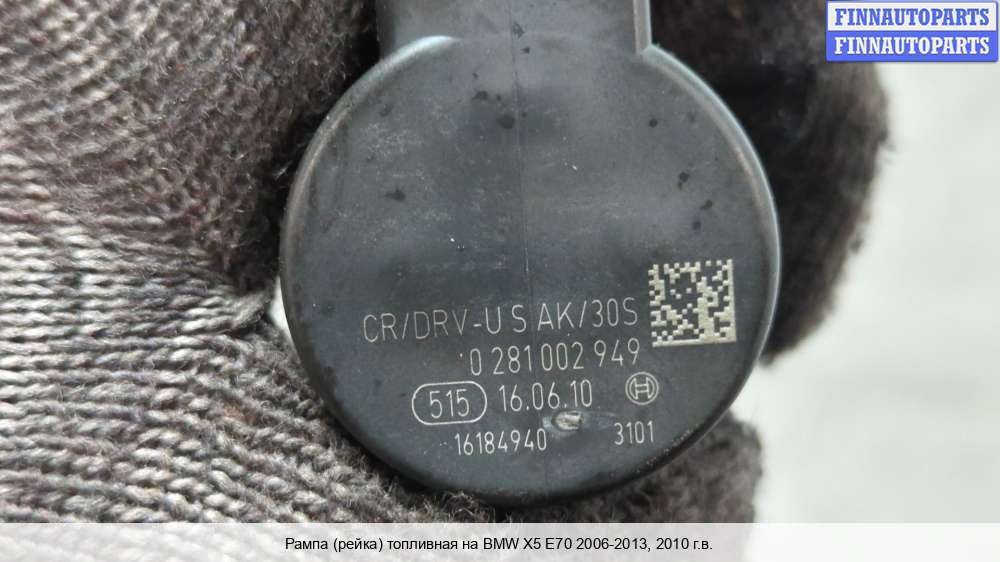 FINNAUTOPARTS
FINNAUTOPARTS
CR/DRV-U S AK/30S
0 281 002 949
515 16.06.10
16184940 3101
Рампа (рейка) топливная на BMW X5 E70 2006-2013, 2010 г.в.